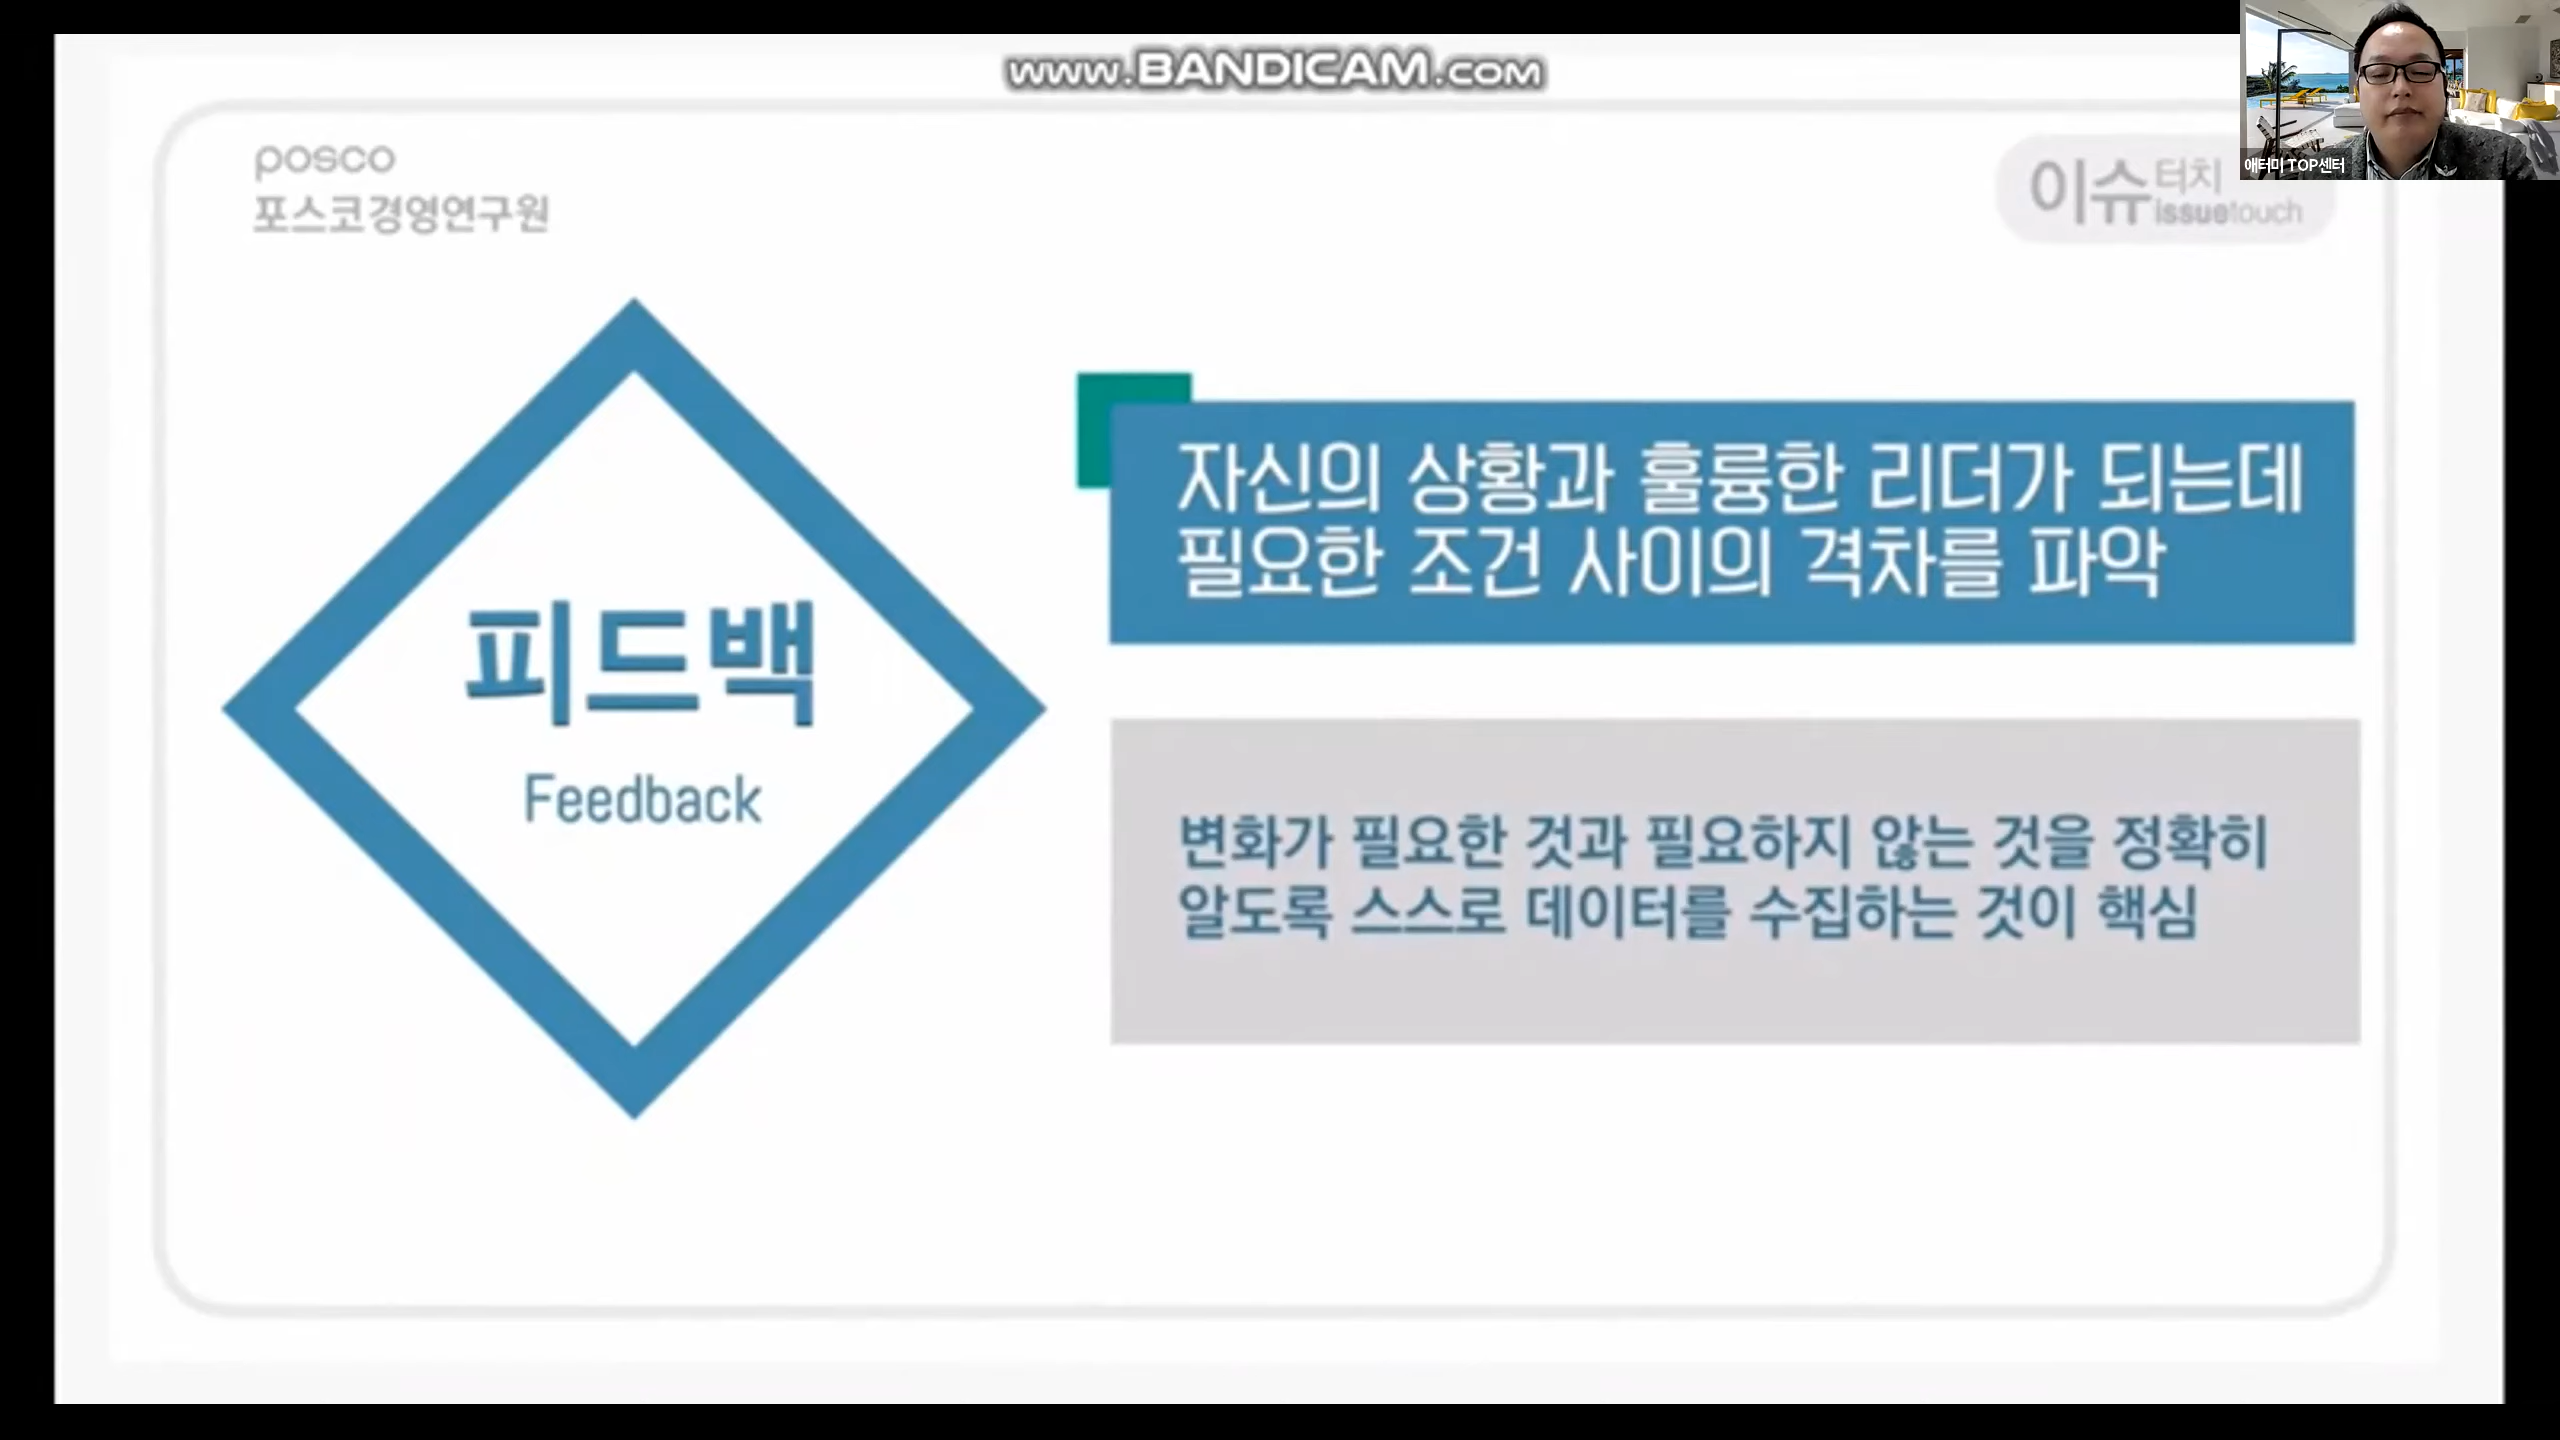 www.BANDICAM.com
posco
포스코경영연구원
이슈터치
issuetouch
애터미 TOP센터
피드백
Feedback
자신의 상황과 훌륭한 리더가 되는데
필요한 조건 사이의 격차를 파악
변화가 필요한 것과 필요하지 않는 것을 정확히
알도록 스스로 데이터를 수집하는 것이 핵심